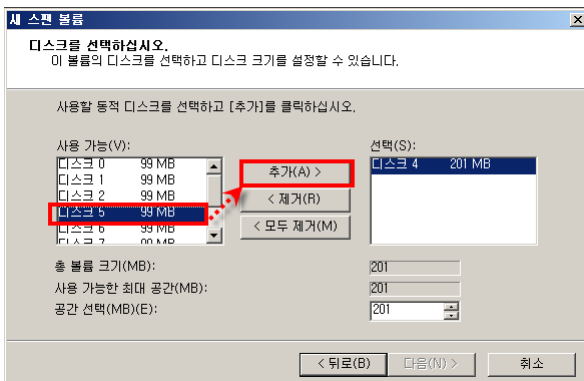 새 스팬 볼륨
디스크를 선택하십시오.
이 볼륨의 디스크를 선택하고 디스크 크기를 설정할 수 있습니다.
사용할 동적 디스크를 선택하고 [추가]를 클릭하십시오.
사용 가능(V):
디스크 0 99 MB
디스크 1 99 MB
디스크 2 99 MB
디스크 5 99 MB
디스크 6 99 MB
디스크 7 99 MB
추가(A) >
< 제거(R)
< 모두 제거(M)
선택(S):
디스크 4 201 MB
총 볼륨 크기(MB): 201
사용 가능한 최대 공간(MB): 201
공간 선택(MB)(E): 201
< 뒤로(B) 다음(N) > 취소